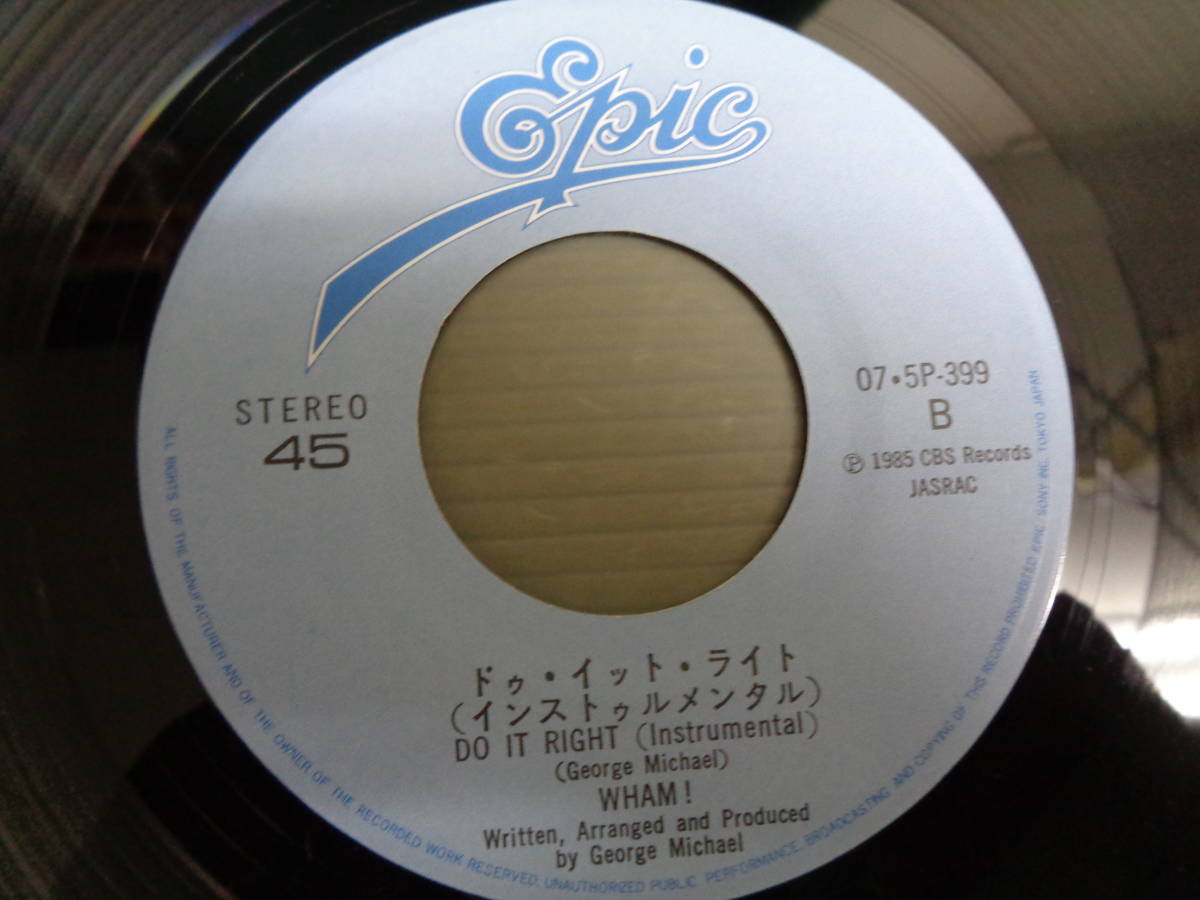 Epic
STEREO
45
07・5P-399
B
Ⓟ 1985 CBS Records
JASRAC
ドゥ・イット・ライト
(インストゥルメンタル)
DO IT RIGHT (Instrumental)
(George Michael)
WHAM!
Written, Arranged and Produced
by George Michael
ALL RIGHTS OF THE MANUFACTURER AND OF THE OWNER OF THE RECORDED WORK RESERVED. UNAUTHORIZED PUBLIC PERFORMANCE, BROADCASTING AND COPYING OF THIS RECORD PROHIBITED. EPIC. SONY INC. TOKYO JAPAN